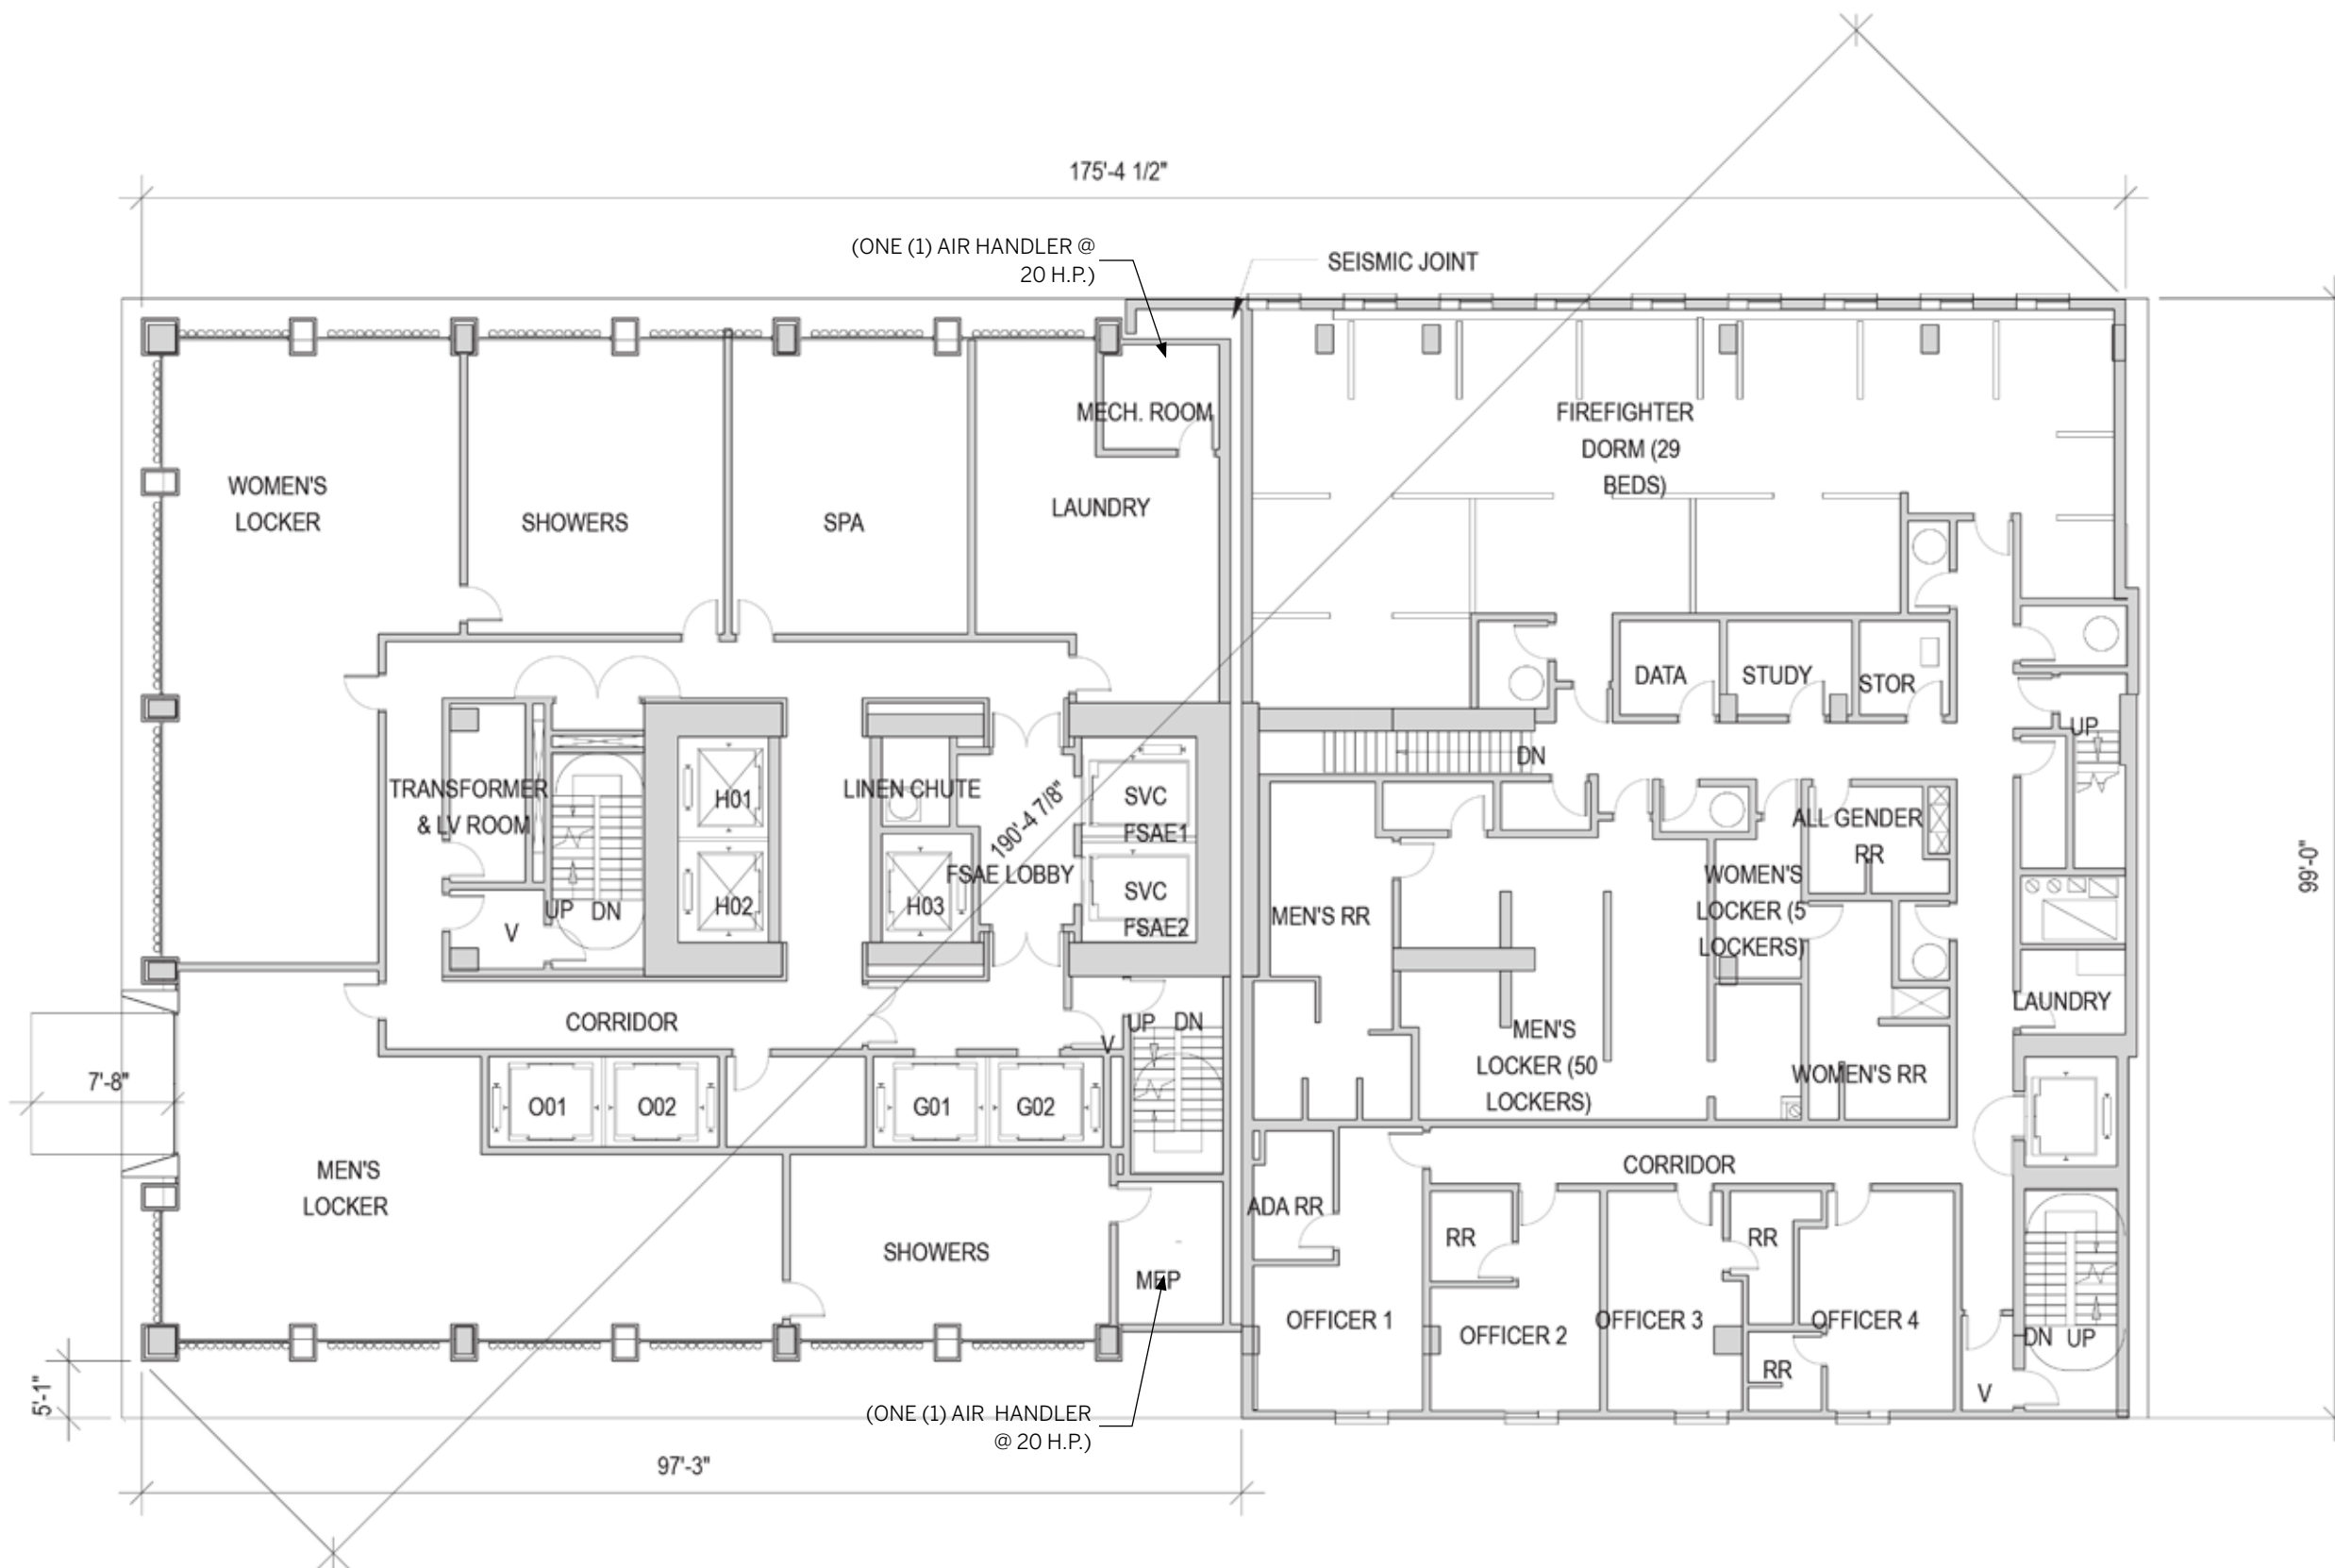 175'-4 1/2"
(ONE (1) AIR HANDLER @
20 H.P.)
SEISMIC JOINT
MECH. ROOM
FIREFIGHTER
DORM (29
BEDS)
WOMEN'S
LOCKER
SHOWERS
SPA
LAUNDRY
DATA
STUDY
STOR
UP
DN
TRANSFORMER
& LV ROOM
H01
LINEN CHUTE
190'-4 7/8"
SVC
FSAE1
ALL GENDER
RR
99'-0"
H02
H03
FSAE LOBBY
SVC
FSAE2
MEN'S RR
WOMEN'S
LOCKER (5
LOCKERS)
UP DN
V
CORRIDOR
V
UP DN
MEN'S
LOCKER (50
LOCKERS)
LAUNDRY
7'-8"
O01
O02
G01
G02
WOMEN'S RR
MEN'S
LOCKER
CORRIDOR
ADA RR
SHOWERS
RR
RR
MEP
OFFICER 1
OFFICER 2
OFFICER 3
OFFICER 4
DN UP
RR
V
5'-1"
(ONE (1) AIR HANDLER
@ 20 H.P.)
97'-3"